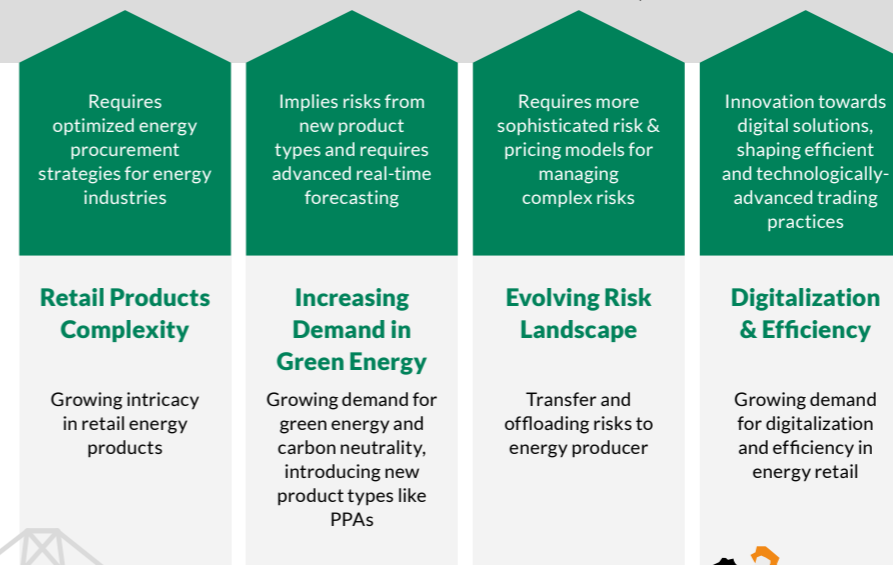 Requires
optimized energy
procurement
strategies for energy
industries
Implies risks from
new product
types and requires
advanced real-time
forecasting
Requires more
sophisticated risk &
pricing models for
managing
complex risks
Innovation towards
digital solutions,
shaping efficient
and technologically-
advanced trading
practices
Retail Products
Complexity
Growing intricacy
in retail energy
products
Increasing
Demand in
Green Energy
Growing demand for
green energy and
carbon neutrality,
introducing new
product types like
PPAs
Evolving Risk
Landscape
Transfer and
offloading risks to
energy producer
Digitalization
& Efficiency
Growing demand
for digitalization
and efficiency in
energy retail